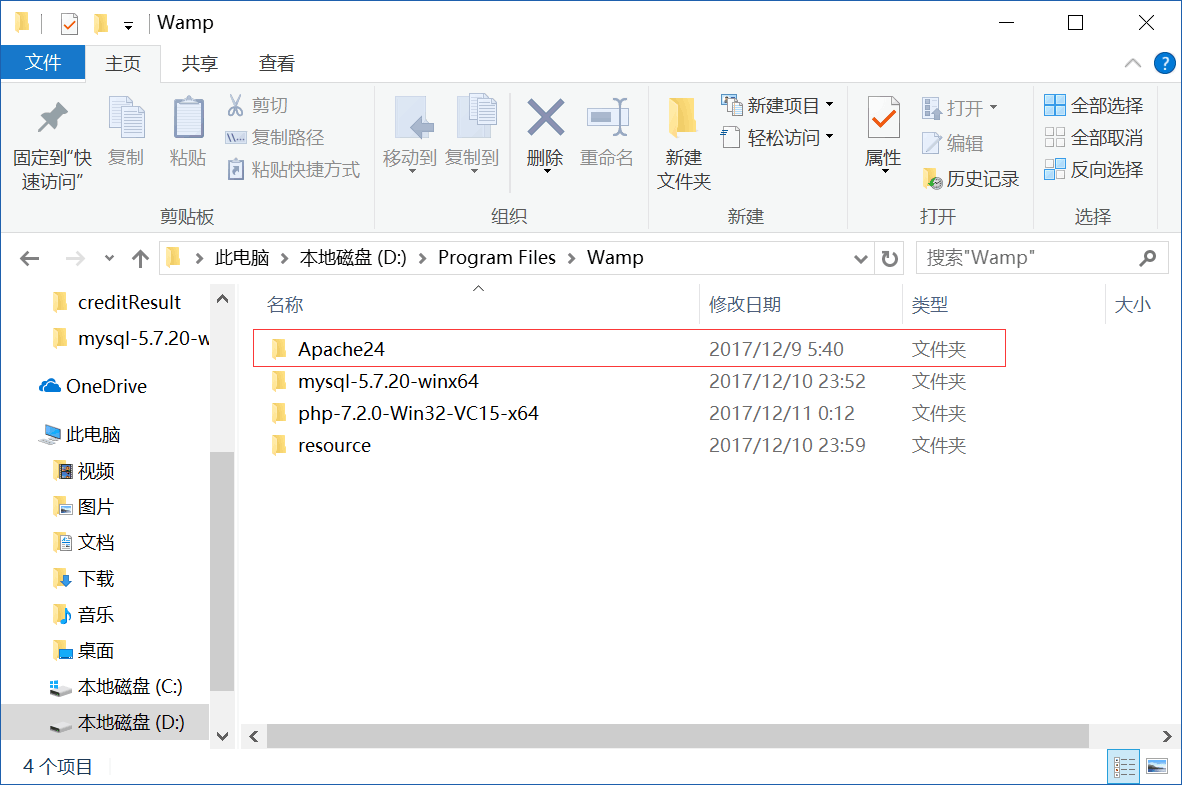 Wamp
文件 主页 共享 查看
固定到“快速访问” 复制 粘贴 剪切 复制路径 粘贴快捷方式
剪贴板
移动到 复制到 删除 重命名
组织
新建文件夹 新建项目 轻松访问
新建
属性 打开 编辑 历史记录
打开
全部选择 全部取消 反向选择
选择
此电脑 本地磁盘 (D:) Program Files Wamp
搜索"Wamp"
creditResult
mysql-5.7.20-w
OneDrive
此电脑
视频
图片
文档
下载
音乐
桌面
本地磁盘 (C:)
本地磁盘 (D:)
名称 修改日期 类型 大小
Apache24 2017/12/9 5:40 文件夹
mysql-5.7.20-winx64 2017/12/10 23:52 文件夹
php-7.2.0-Win32-VC15-x64 2017/12/11 0:12 文件夹
resource 2017/12/10 23:59 文件夹
4 个项目